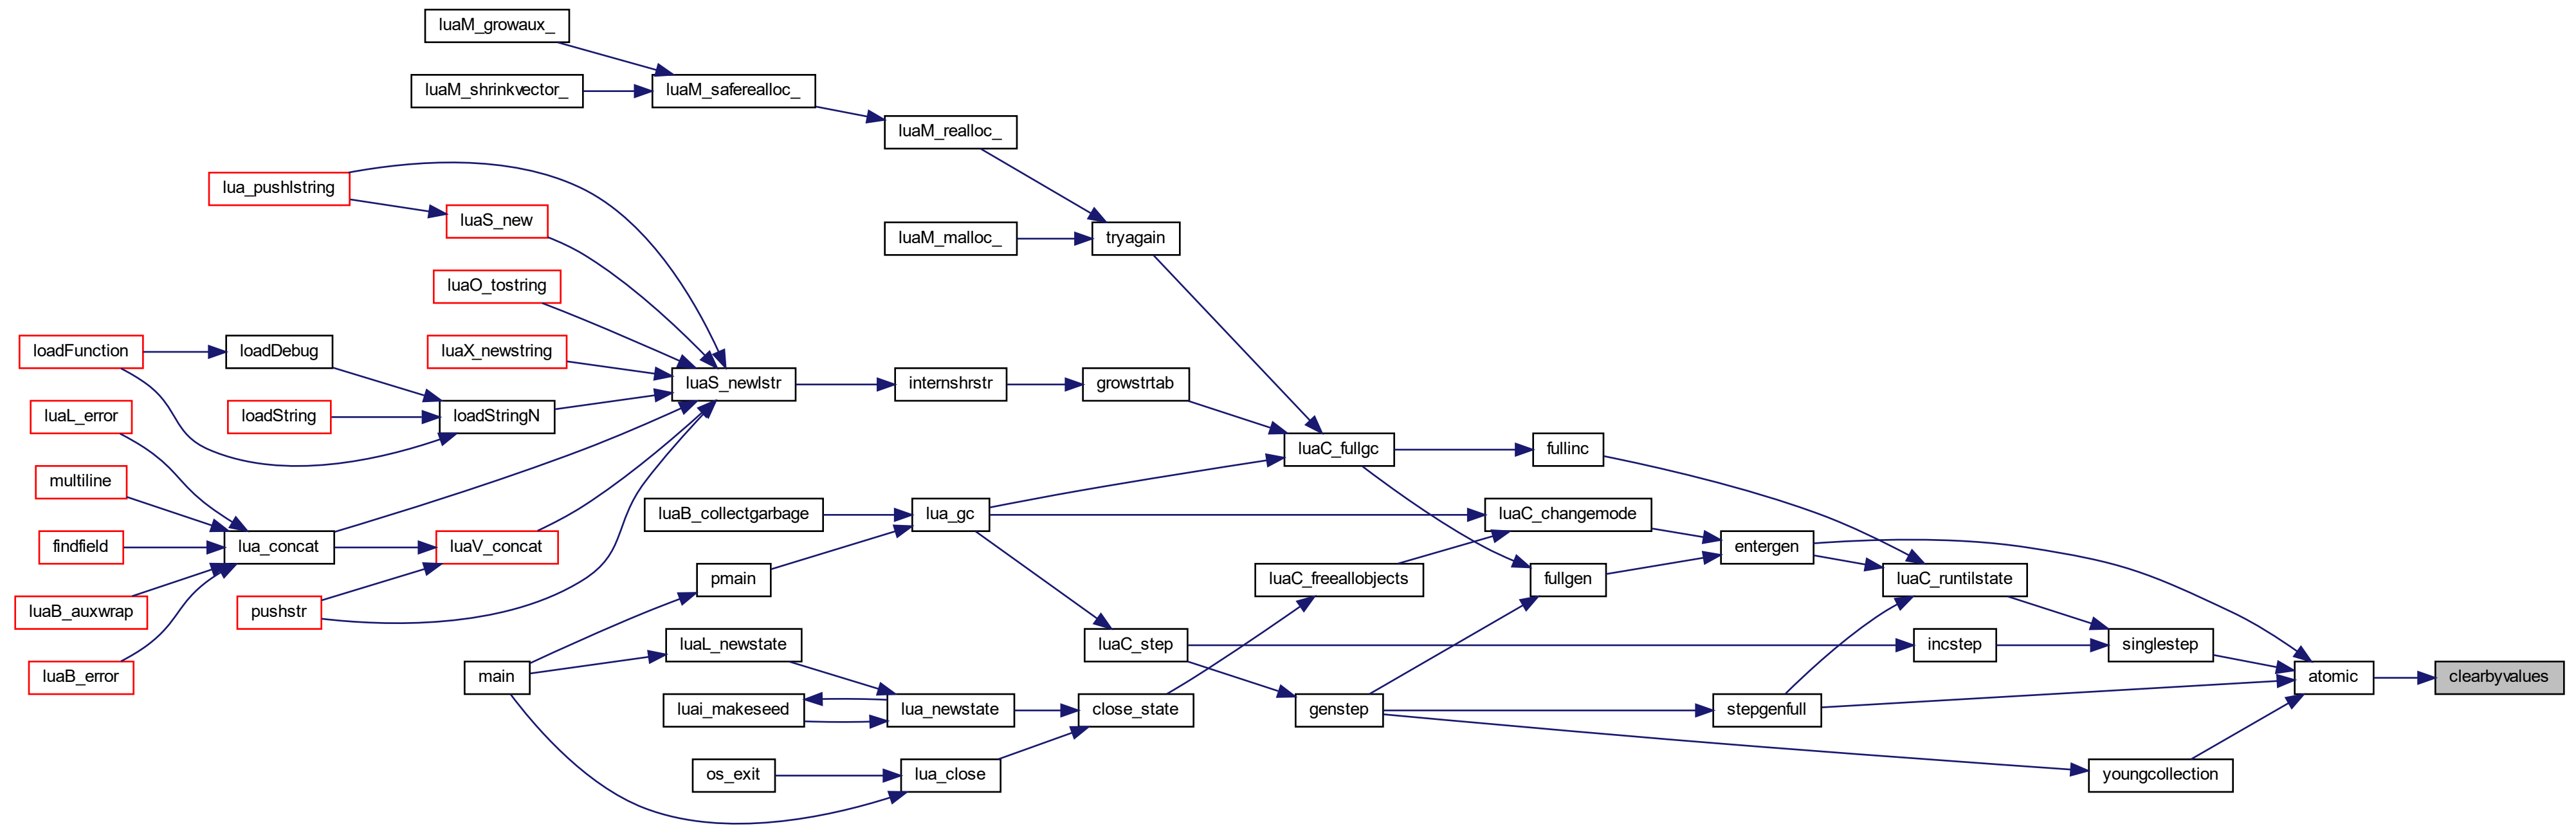 luaM_growaux_
luaM_shrinkvector_
luaM_saferealloc_
luaM_realloc_
lua_pushlstring
luaS_new
luaM_malloc_
tryagain
luaO_tostring
loadFunction
loadDebug
luaX_newstring
luaS_newlstr
internshrstr
growstrtab
luaL_error
loadString
loadStringN
luaC_fullgc
fullinc
multiline
luaB_collectgarbage
lua_gc
luaC_changemode
findfield
lua_concat
luaV_concat
entergen
pmain
luaC_freeallobjects
fullgen
luaC_runtilstate
luaB_auxwrap
pushstr
luaL_newstate
luaC_step
incstep
singlestep
luaB_error
main
atomic
clearbyvalues
luai_makeseed
lua_newstate
close_state
genstep
stepgenfull
os_exit
lua_close
youngcollection